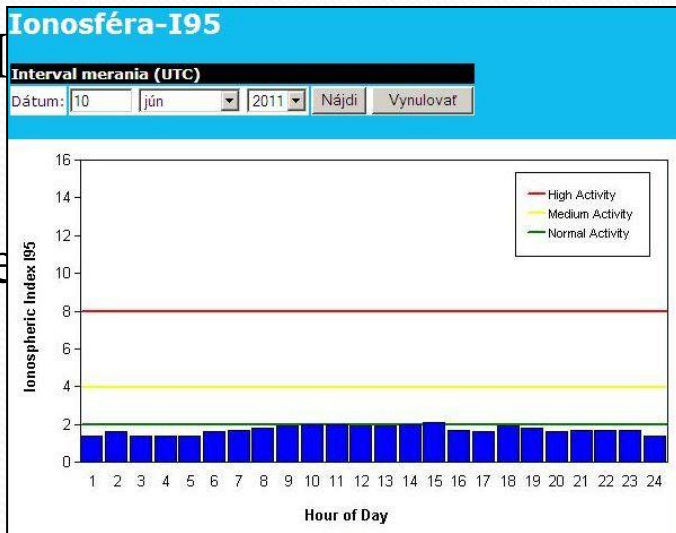 Ionosféra-I95
Interval merania (UTC)
Dátum: 10 jún 2011 Nájdi Vynulovať
16
14
12
10
8
6
4
2
0
Ionospheric Index I95
High Activity
Medium Activity
Normal Activity
1 2 3 4 5 6 7 8 9 10 11 12 13 14 15 16 17 18 19 20 21 22 23 24
Hour of Day